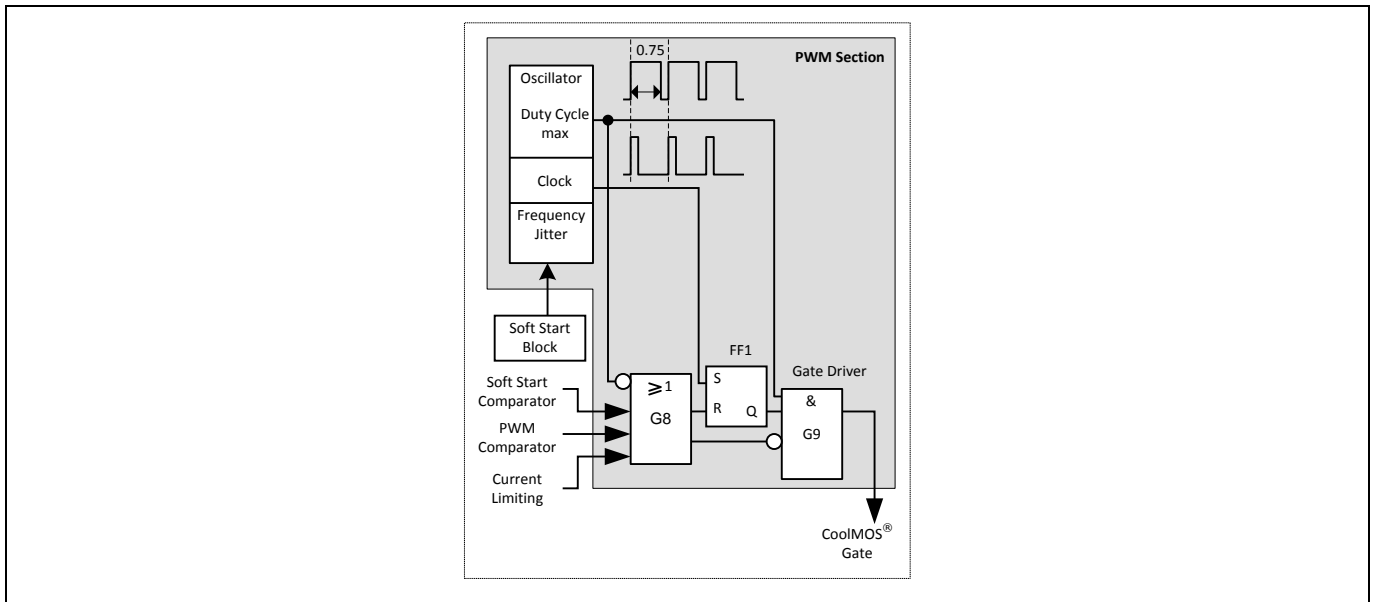 0.75
PWM Section
Oscillator
Duty Cycle
max
Clock
Frequency
Jitter
Soft Start
Block
FF1
Soft Start
Comparator
PWM
Comparator
Current
Limiting
≥1
G8
S
R Q
Gate Driver
&
G9
CoolMOS®
Gate